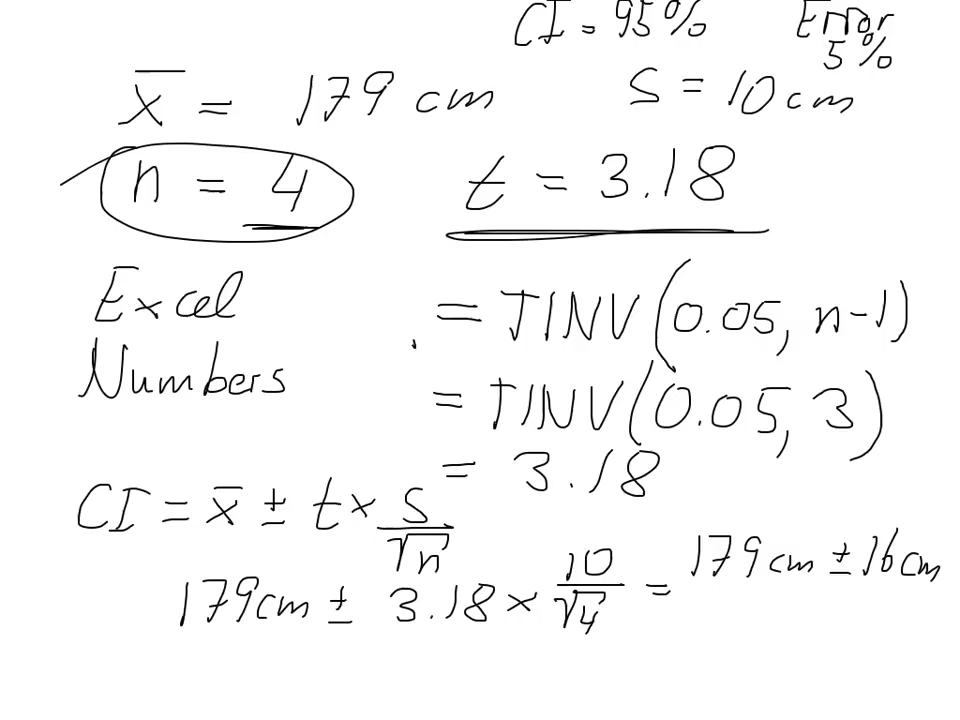 CI = 95% Error 5%
x̄ = 179 cm s = 10 cm
n = 4 t = 3.18
Excel = TINV(0.05, n-1)
Numbers = TINV(0.05, 3)
= 3.18
CI = x̄ ± t × s/√n
179cm ± 3.18 × 10/√4 = 179cm ± 16cm